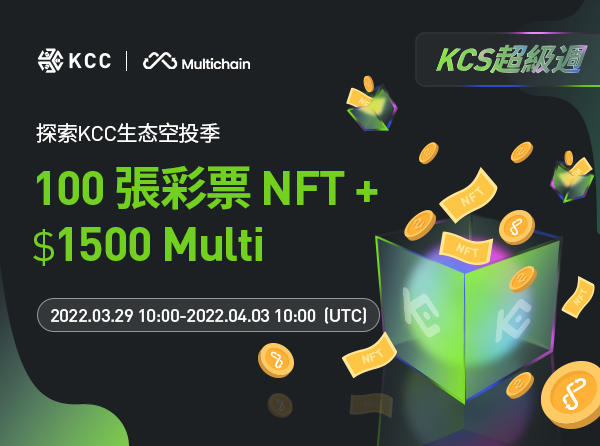 KCC
Multichain
KCS超級週
探索KCC生态空投季
100 張彩票 NFT +
$1500 Multi
2022.03.29 10:00-2022.04.03 10:00 (UTC)
NFT
NFT
NFT
NFT